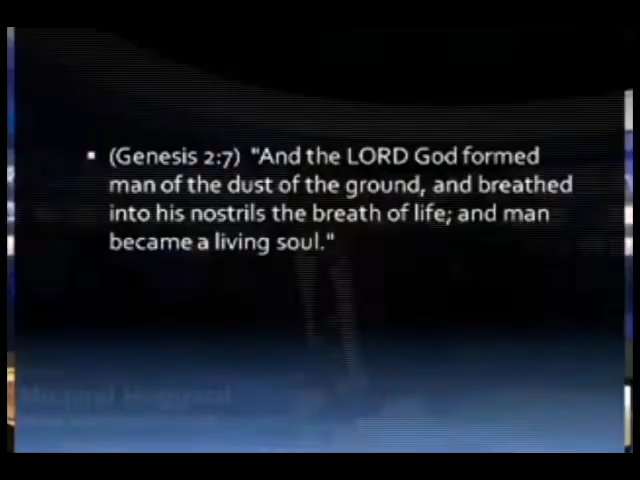 ▪ (Genesis 2:7) "And the LORD God formed
man of the dust of the ground, and breathed
into his nostrils the breath of life; and man
became a living soul."